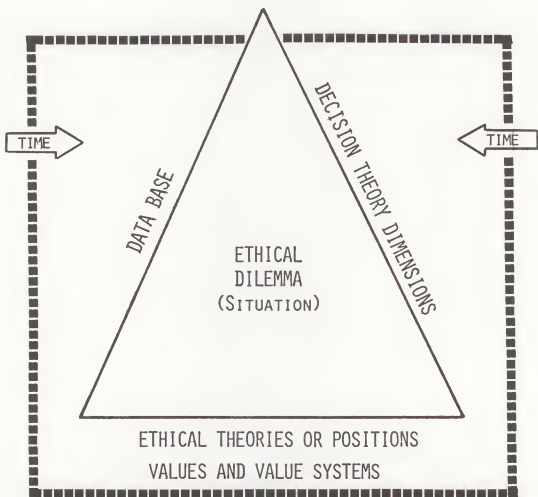 DECISION THEORY DIMENSIONS
TIME
TIME
DATA BASE
ETHICAL
DILEMMA
(SITUATION)
ETHICAL THEORIES OR POSITIONS
VALUES AND VALUE SYSTEMS